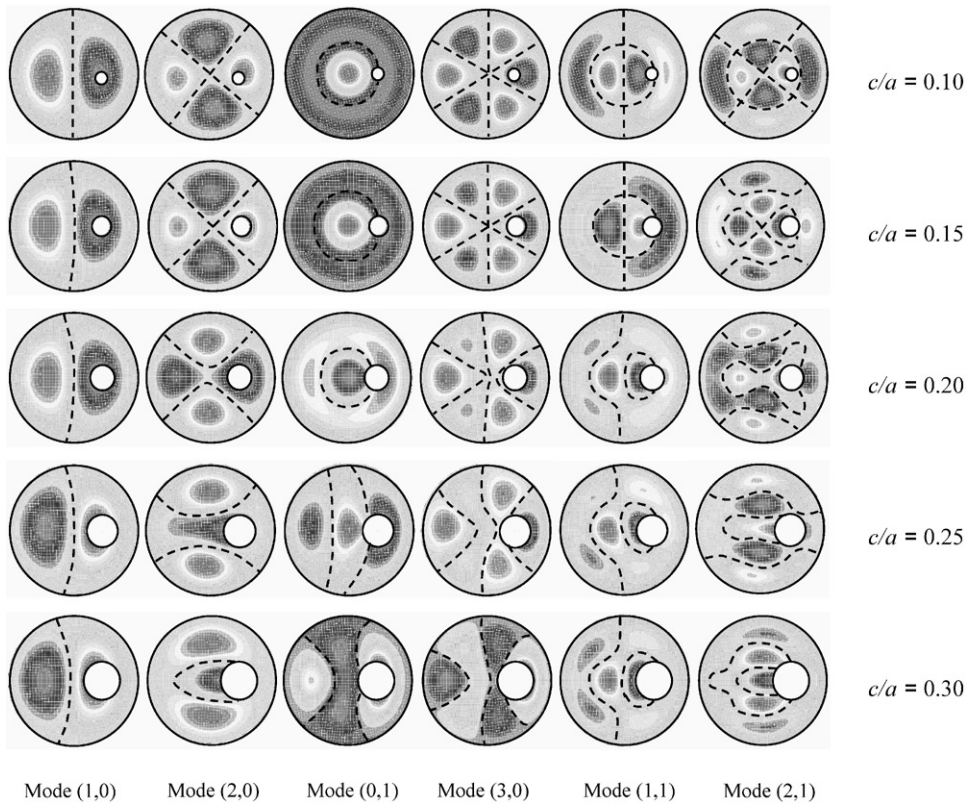 c/a = 0.10
c/a = 0.15
c/a = 0.20
c/a = 0.25
c/a = 0.30
Mode (1,0) Mode (2,0) Mode (0,1) Mode (3,0) Mode (1,1) Mode (2,1)